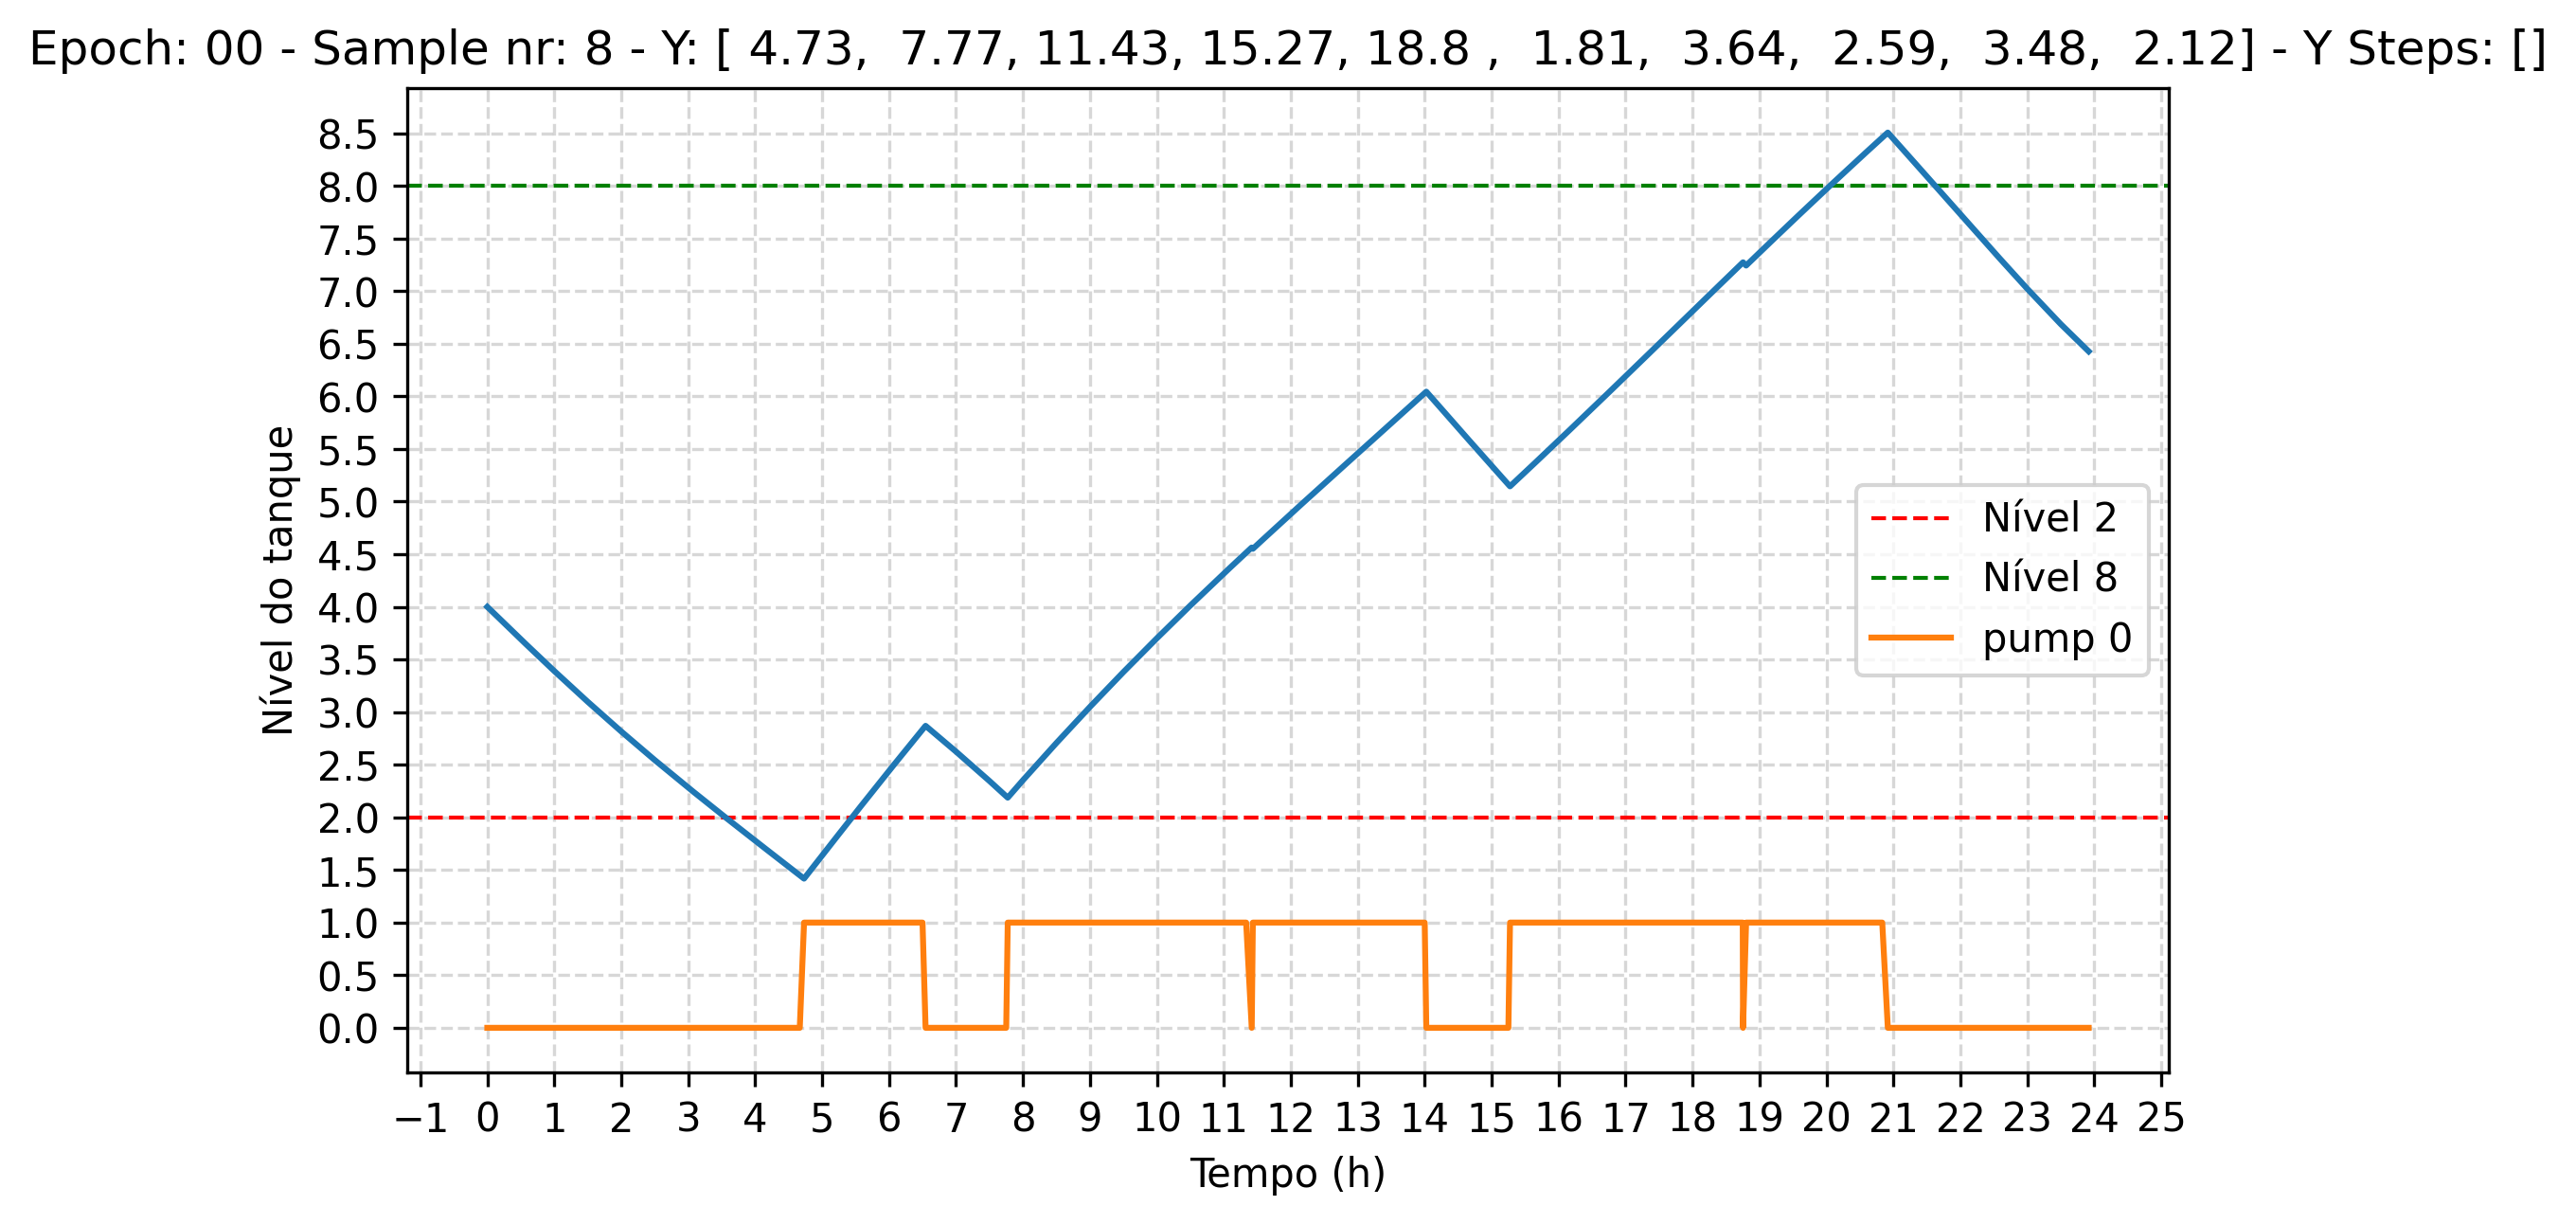 Epoch: 00 - Sample nr: 8 - Y: [ 4.73,  7.77, 11.43, 15.27, 18.8 ,  1.81,  3.64,  2.59,  3.48,  2.12] - Y Steps: []
8.5
8.0
7.5
7.0
6.5
6.0
5.5
5.0
4.5
4.0
3.5
3.0
2.5
2.0
1.5
1.0
0.5
0.0
Nível do tanque
Nível 2
Nível 8
pump 0
−1 0 1 2 3 4 5 6 7 8 9 10 11 12 13 14 15 16 17 18 19 20 21 22 23 24 25
Tempo (h)